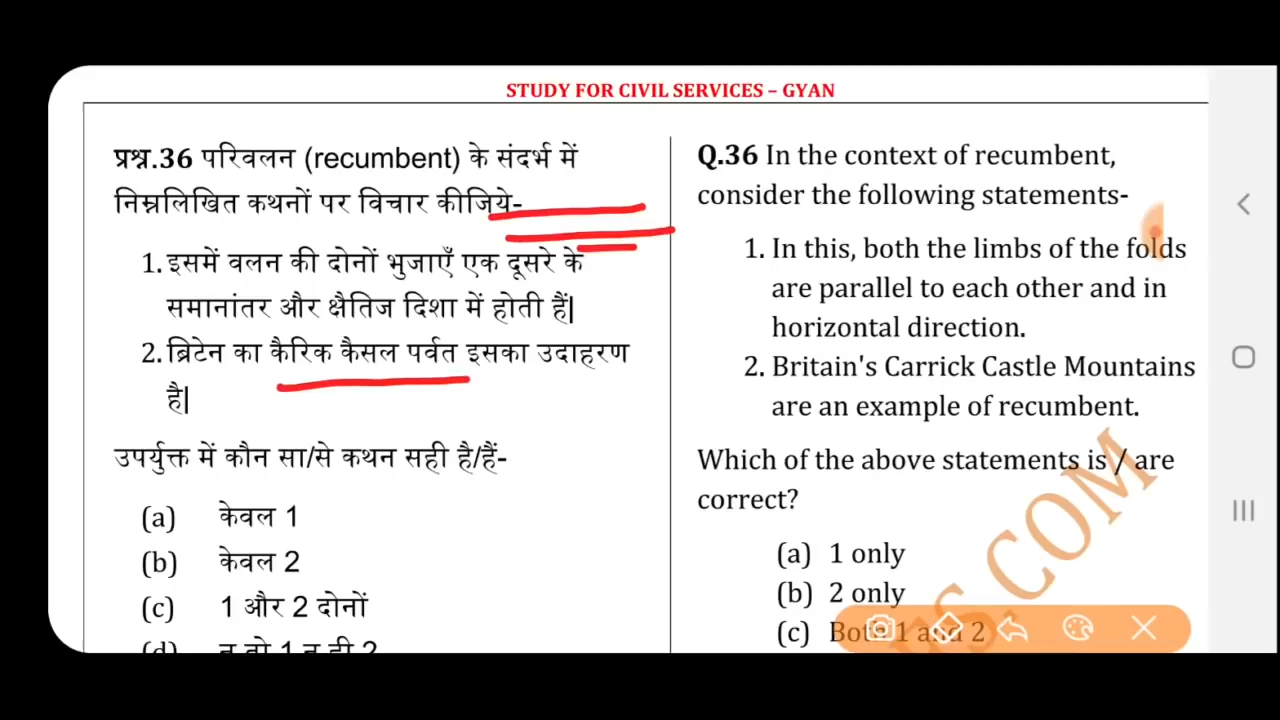 STUDY FOR CIVIL SERVICES – GYAN
प्रश्न.36 परिवलन (recumbent) के संदर्भ में
निम्नलिखित कथनों पर विचार कीजिये-
1. इसमें वलन की दोनों भुजाएँ एक दूसरे के
समानांतर और क्षैतिज दिशा में होती हैं|
2. ब्रिटेन का कैरिक कैसल पर्वत इसका उदाहरण
है|
उपर्युक्त में कौन सा/से कथन सही है/हैं-
(a) केवल 1
(b) केवल 2
(c) 1 और 2 दोनों
(d) न तो 1 न ही 2
Q.36 In the context of recumbent,
consider the following statements-
1. In this, both the limbs of the folds
are parallel to each other and in
horizontal direction.
2. Britain's Carrick Castle Mountains
are an example of recumbent.
Which of the above statements is / are
correct?
(a) 1 only
(b) 2 only
(c) Both 1 and 2
S.COM